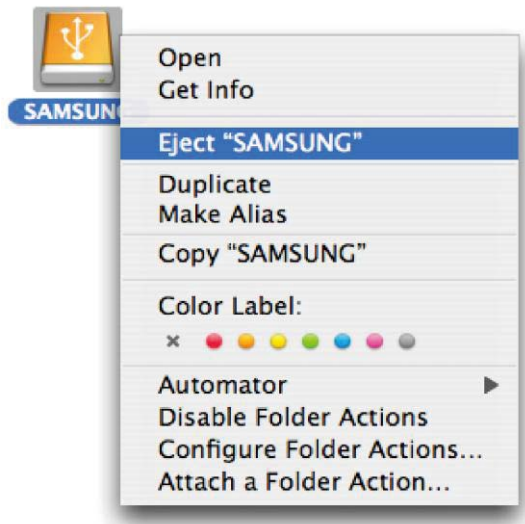 SAMSUNG
Open
Get Info
Eject “SAMSUNG”
Duplicate
Make Alias
Copy “SAMSUNG”
Color Label:
Automator
Disable Folder Actions
Configure Folder Actions...
Attach a Folder Action...